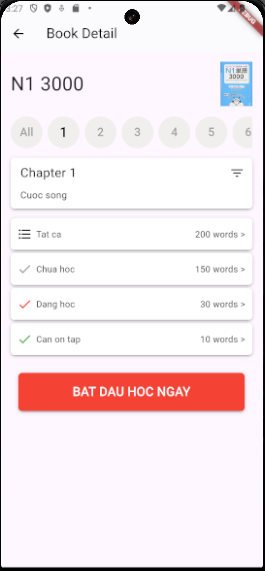 3:27
Book Detail
N1 3000
N1
3000
All 1 2 3 4 5 6
Chapter 1
Cuoc song
Tat ca 200 words >
Chua hoc 150 words >
Dang hoc 30 words >
Can on tap 10 words >
BAT DAU HOC NGAY